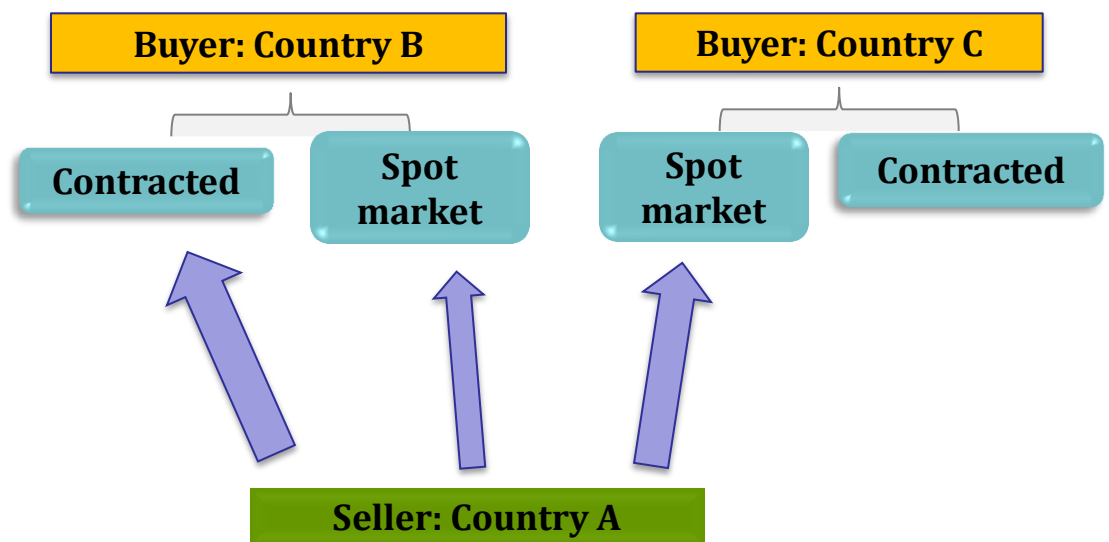 Buyer: Country B
Buyer: Country C
Contracted
Spot
market
Spot
market
Contracted
Seller: Country A